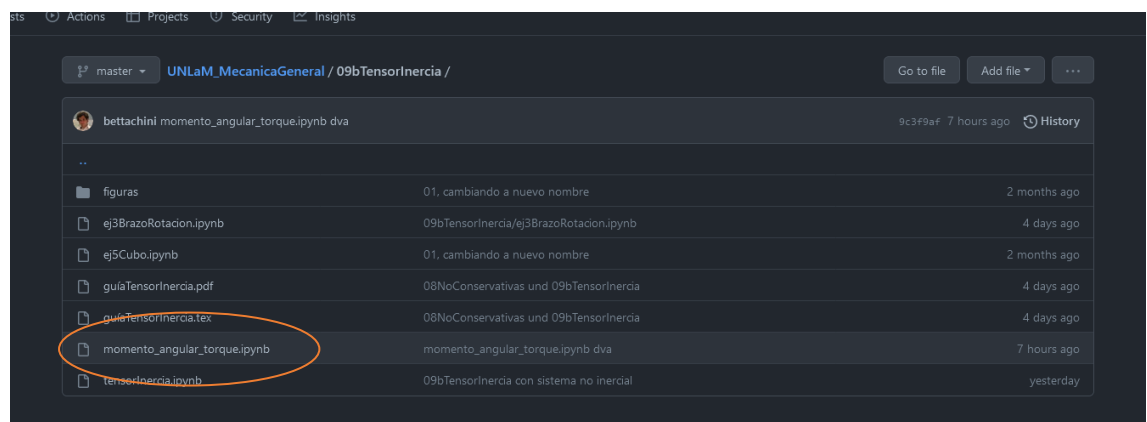 sts Actions Projects Security Insights
master UNLaM_MecanicaGeneral / 09bTensorInercia / Go to file Add file ...
bettachini momento_angular_torque.ipynb dva 9c3f9af 7 hours ago History
..
figuras 01, cambiando a nuevo nombre 2 months ago
ej3BrazoRotacion.ipynb 09bTensorInercia/ej3BrazoRotacion.ipynb 4 days ago
ej5Cubo.ipynb 01, cambiando a nuevo nombre 2 months ago
guíaTensorInercia.pdf 08NoConservativas und 09bTensorInercia 4 days ago
guíaTensorInercia.tex 08NoConservativas und 09bTensorInercia 4 days ago
momento_angular_torque.ipynb momento_angular_torque.ipynb dva 7 hours ago
tensorInercia.ipynb 09bTensorInercia con sistema no inercial yesterday